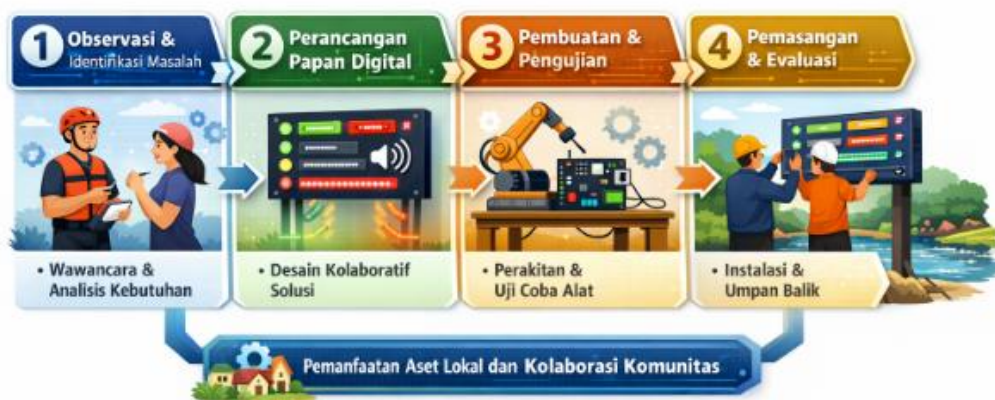 1 Observasi &
Identifikasi Masalah
2 Perancangan
Papan Digital
3 Pembuatan &
Pengujian
4 Pemasangan
& Evaluasi
• Wawancara &
Analisis Kebutuhan
• Desain Kolaboratif
Solusi
• Perakitan &
Uji Coba Alat
• Instalasi &
Umpan Balik
Pemanfaatan Aset Lokal dan Kolaborasi Komunitas